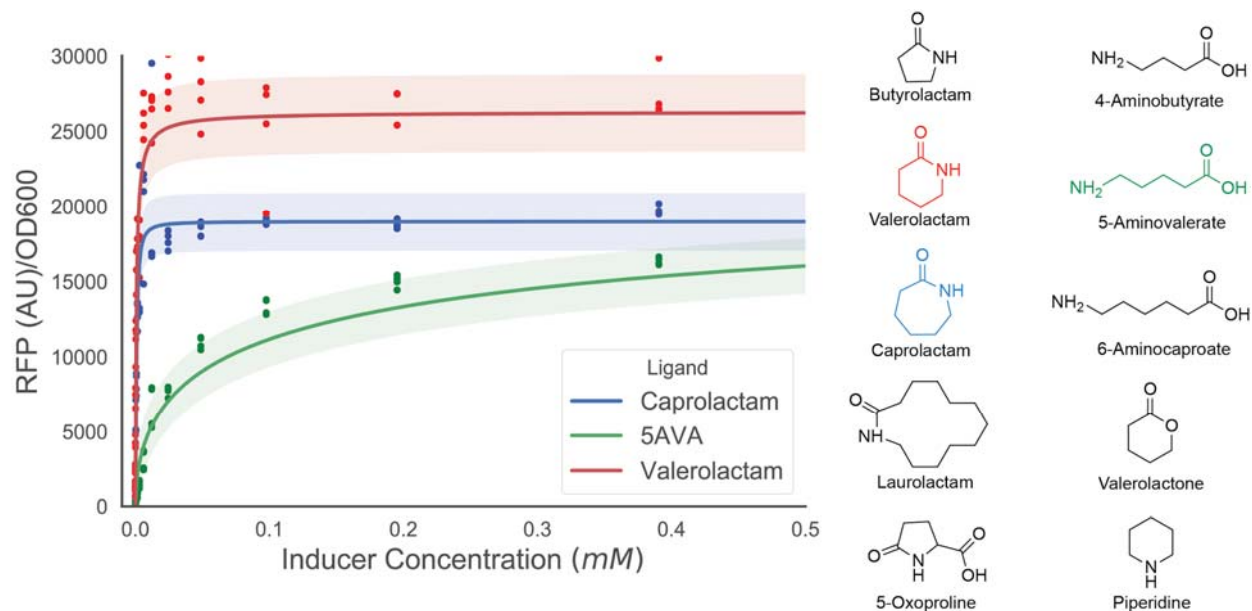 30000
25000
20000
15000
10000
5000
0
RFP (AU)/OD600
0.0
0.1
0.2
0.3
0.4
0.5
Inducer Concentration (mM)
Ligand
Caprolactam
5AVA
Valerolactam
O
NH
Butyrolactam
NH₂
O
OH
4-Aminobutyrate
O
NH
Valerolactam
NH₂
O
OH
5-Aminovalerate
O
NH
Caprolactam
NH₂
O
OH
6-Aminocaproate
O
NH
Laurolactam
O
O
Valerolactone
O
N
H
O
OH
5-Oxoproline
N
H
Piperidine